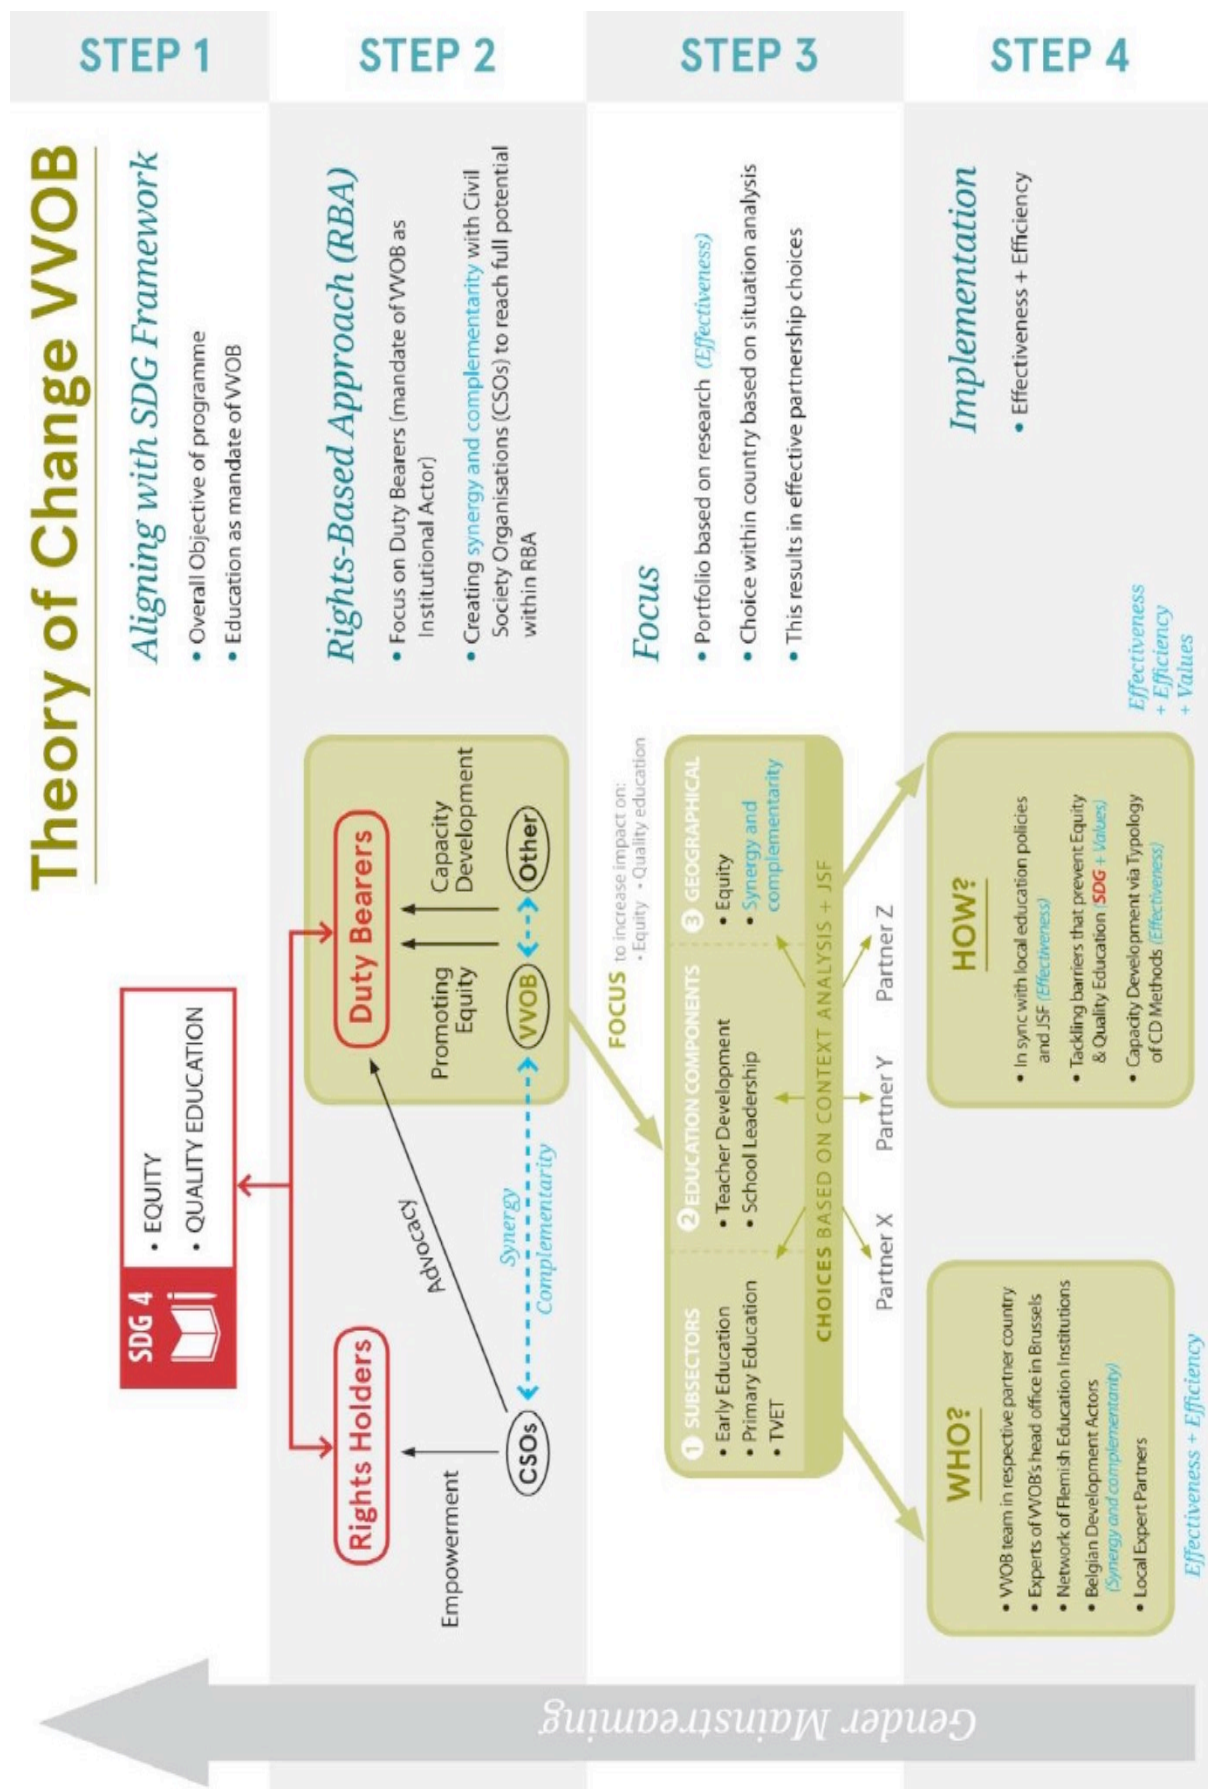 Theory of Change VVOB
STEP 1
Aligning with SDG Framework
• Overall Objective of programme
• Education as mandate of VVOB
SDG 4
• EQUITY
• QUALITY EDUCATION
STEP 2
Rights-Based Approach (RBA)
• Focus on Duty Bearers (mandate of VVOB as
Institutional Actor)
• Creating synergy and complementarity with Civil
Society Organisations (CSOs) to reach full potential
within RBA
Rights Holders
Duty Bearers
Empowerment
Advocacy
Promoting
Equity
Capacity
Development
CSOs
Synergy
Complementarity
VVOB
Other
STEP 3
Focus
• Portfolio based on research (Effectiveness)
• Choice within country based on situation analysis
• This results in effective partnership choices
FOCUS to increase impact on:
• Equity • Quality education
1 SUBSECTORS
• Early Education
• Primary Education
• TVET
2 EDUCATION COMPONENTS
• Teacher Development
• School Leadership
3 GEOGRAPHICAL
• Equity
• Synergy and
complementarity
CHOICES BASED ON CONTEXT ANALYSIS + JSF
Partner X
Partner Y
Partner Z
STEP 4
Implementation
• Effectiveness + Efficiency
WHO?
• VVOB team in respective partner country
• Experts of VVOB's head office in Brussels
• Network of Flemish Education Institutions
• Belgian Development Actors
(Synergy and complementarity)
• Local Expert Partners
Effectiveness + Efficiency
HOW?
• In sync with local education policies
and JSF (Effectiveness)
• Tackling barriers that prevent Equity
& Quality Education (SDG + Values)
• Capacity Development via Typology
of CD Methods (Effectiveness)
Effectiveness
+ Efficiency
+ Values
Gender Mainstreaming